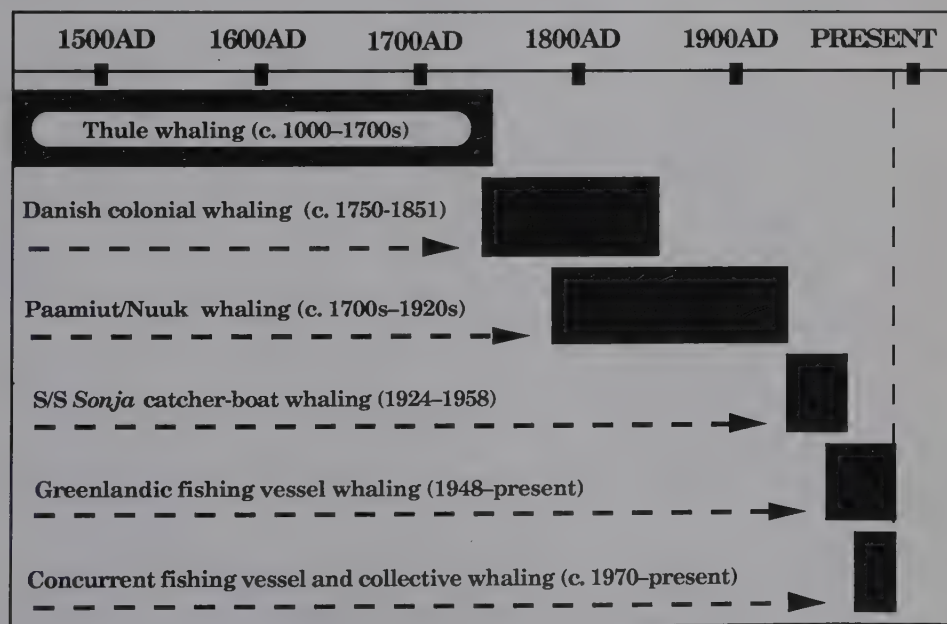 1500AD 1600AD 1700AD 1800AD 1900AD PRESENT
Thule whaling (c. 1000–1700s)
Danish colonial whaling (c. 1750-1851)
Paamiut/Nuuk whaling (c. 1700s–1920s)
S/S Sonja catcher-boat whaling (1924–1958)
Greenlandic fishing vessel whaling (1948–present)
Concurrent fishing vessel and collective whaling (c. 1970–present)